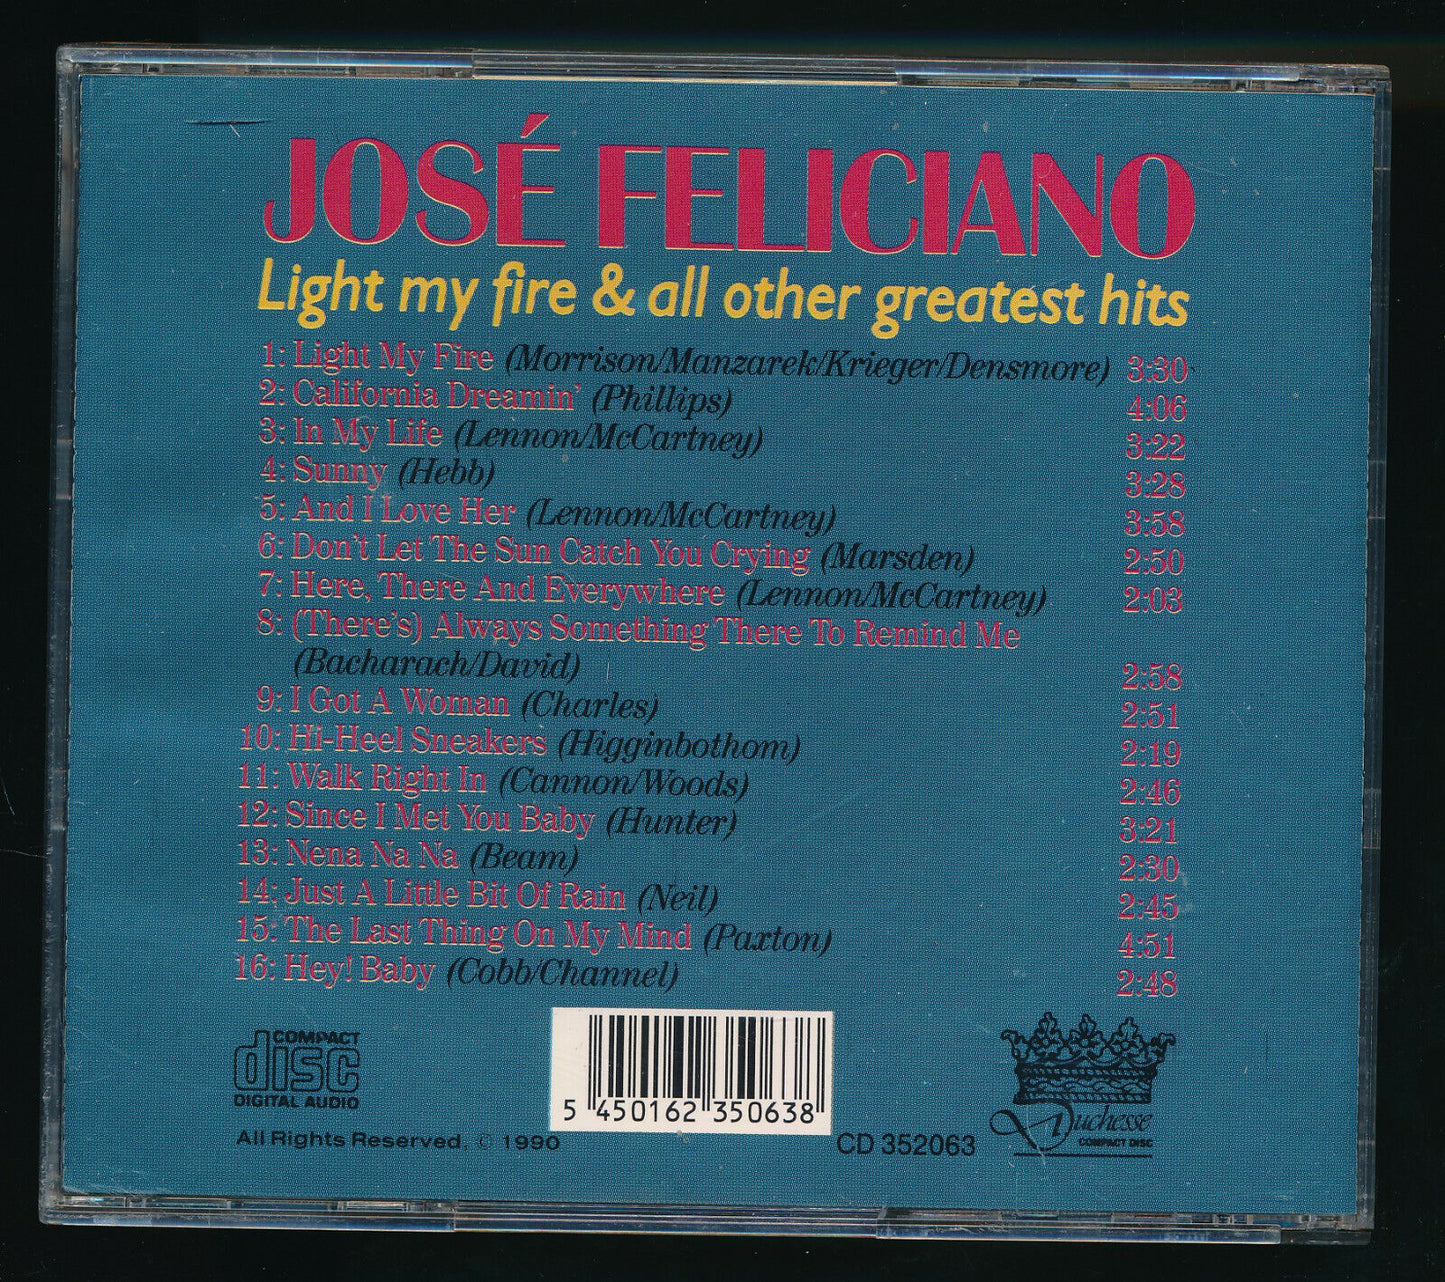 JOSÉ FELICIANO
Light my fire & all other greatest hits
1: Light My Fire (Morrison/Manzarek/Krieger/Densmore) 3:30
2: California Dreamin' (Phillips) 4:06
3: In My Life (Lennon/McCartney) 3:22
4: Sunny (Hebb) 3:28
5: And I Love Her (Lennon/McCartney) 3:58
6: Don't Let The Sun Catch You Crying (Marsden) 2:50
7: Here, There And Everywhere (Lennon/McCartney) 2:03
8: (There's) Always Something There To Remind Me
(Bacharach/David) 2:58
9: I Got A Woman (Charles) 2:51
10: Hi-Heel Sneakers (Higginbothom) 2:19
11: Walk Right In (Cannon/Woods) 2:46
12: Since I Met You Baby (Hunter) 3:21
13: Nena Na Na (Beam) 2:30
14: Just A Little Bit Of Rain (Neil) 2:45
15: The Last Thing On My Mind (Paxton) 4:51
16: Hey! Baby (Cobb/Channel) 2:48
COMPACT
disc
DIGITAL AUDIO
All Rights Reserved, © 1990
5 450162 350638
CD 352063
Duchesse
COMPACT DISC